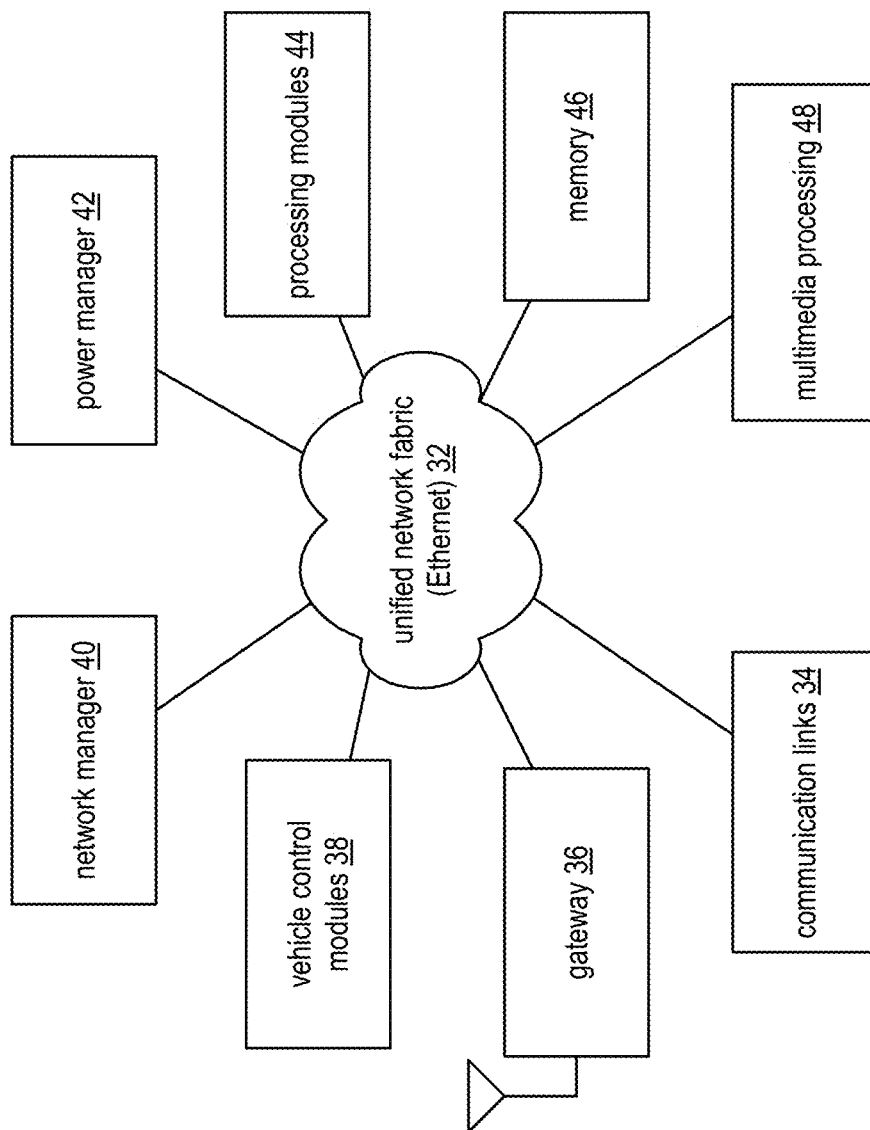 network manager 40
power manager 42
vehicle control
modules 38
processing modules 44
unified network fabric
(Ethernet) 32
gateway 36
memory 46
communication links 34
multimedia processing 48